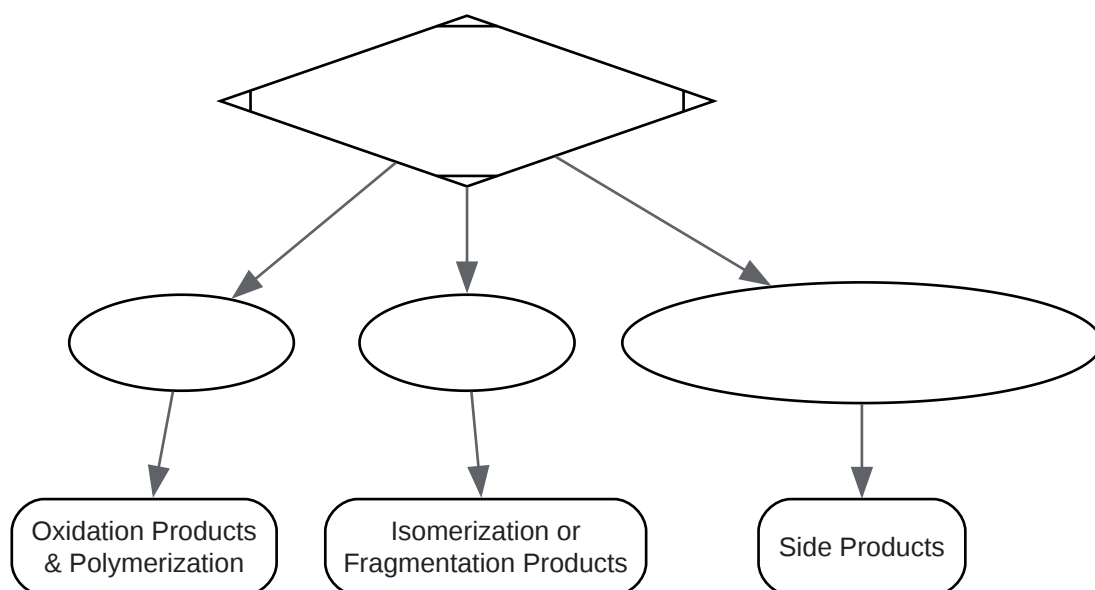 Oxidation Products
& Polymerization
Isomerization or
Fragmentation Products
Side Products